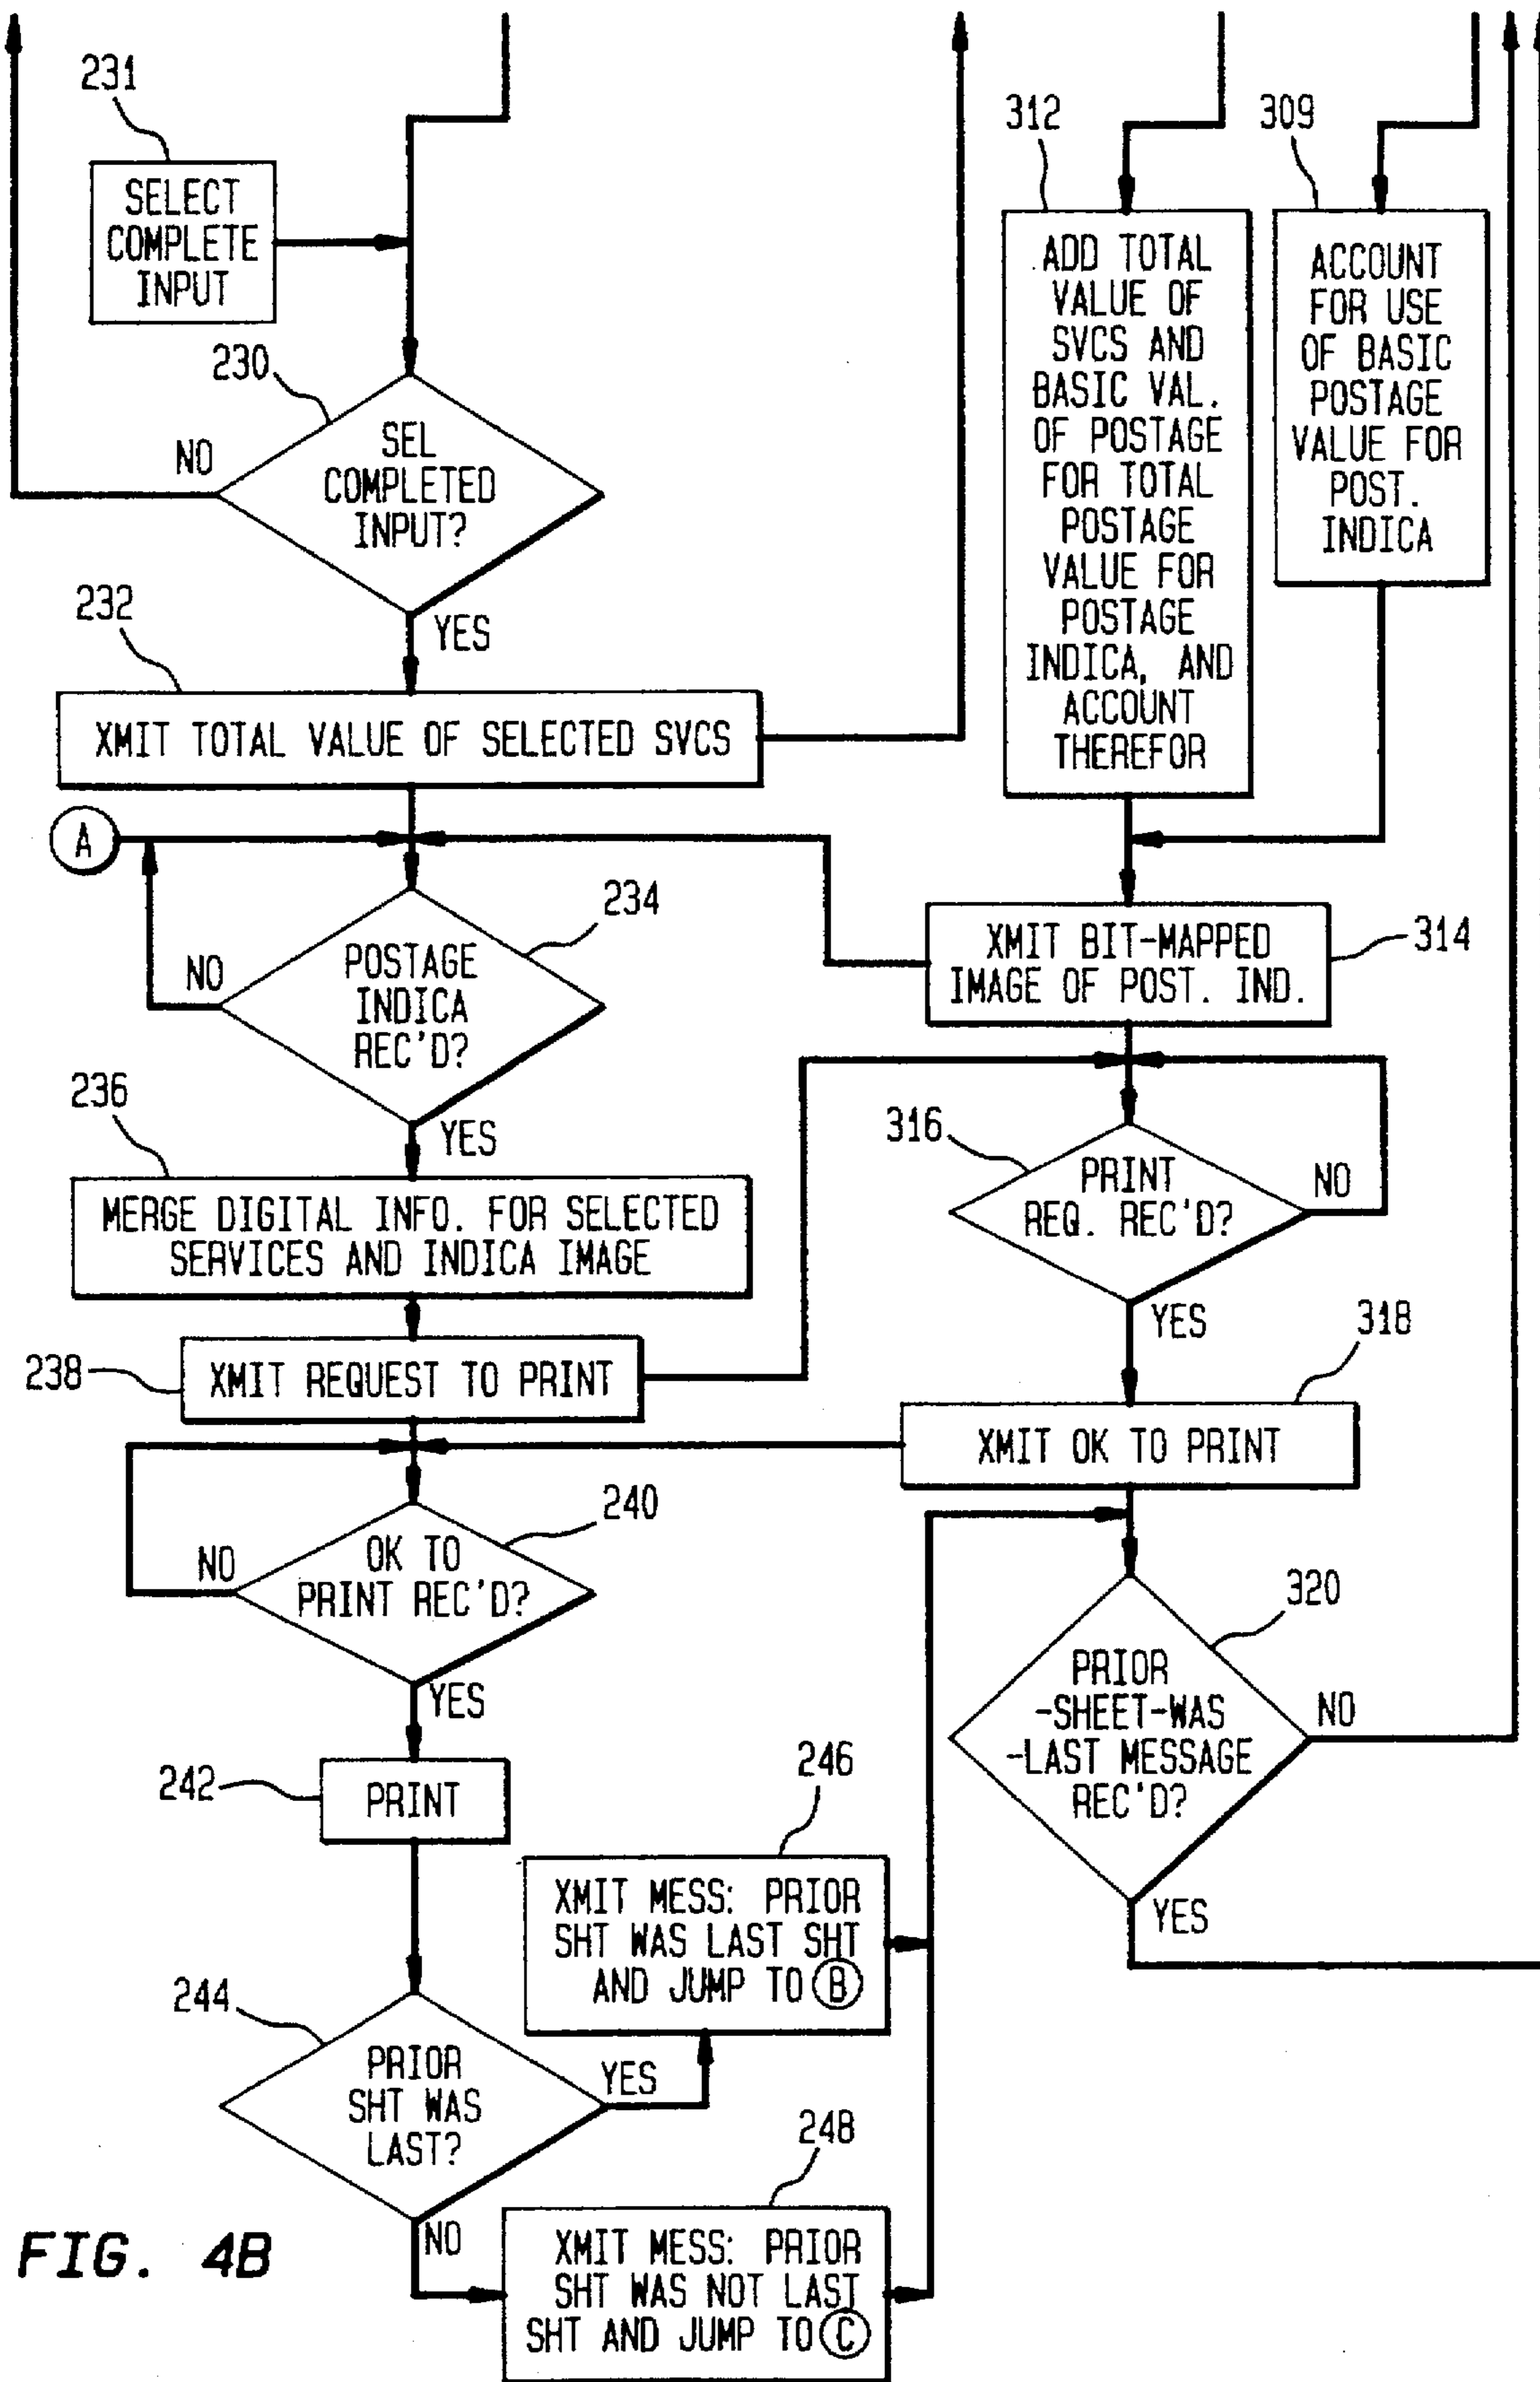 231
SELECT
COMPLETE
INPUT
230
SEL
COMPLETED
INPUT?
NO
YES
232
XMIT TOTAL VALUE OF SELECTED SVCS
A
234
POSTAGE
INDICA
REC'D?
NO
YES
236
MERGE DIGITAL INFO. FOR SELECTED
SERVICES AND INDICA IMAGE
238
XMIT REQUEST TO PRINT
240
OK TO
PRINT REC'D?
NO
YES
242
PRINT
244
PRIOR
SHT WAS
LAST?
YES
NO
246
XMIT MESS: PRIOR
SHT WAS LAST SHT
AND JUMP TO B
248
XMIT MESS: PRIOR
SHT WAS NOT LAST
SHT AND JUMP TO C
312
ADD TOTAL
VALUE OF
SVCS AND
BASIC VAL.
OF POSTAGE
FOR TOTAL
POSTAGE
VALUE FOR
POSTAGE
INDICA, AND
ACCOUNT
THEREFOR
309
ACCOUNT
FOR USE
OF BASIC
POSTAGE
VALUE FOR
POST.
INDICA
314
XMIT BIT-MAPPED
IMAGE OF POST. IND.
316
PRINT
REQ. REC'D?
NO
YES
318
XMIT OK TO PRINT
320
PRIOR
-SHEET-WAS
-LAST MESSAGE
REC'D?
NO
YES
FIG. 4B